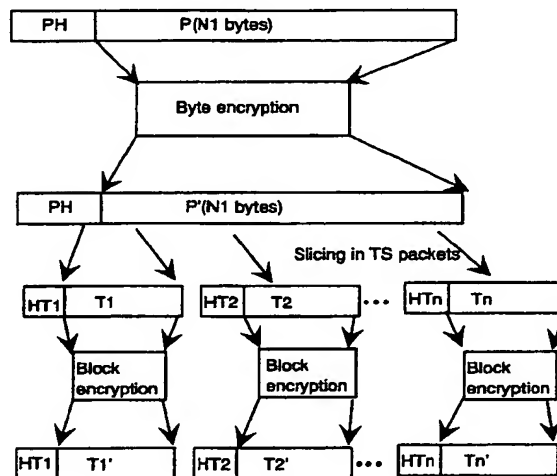 PH P(N1 bytes)
Byte encryption
PH P'(N1 bytes)
Slicing in TS packets
HT1 T1 HT2 T2 ••• HTn Tn
Block encryption Block encryption Block encryption
HT1 T1' HT2 T2' ••• HTn Tn'